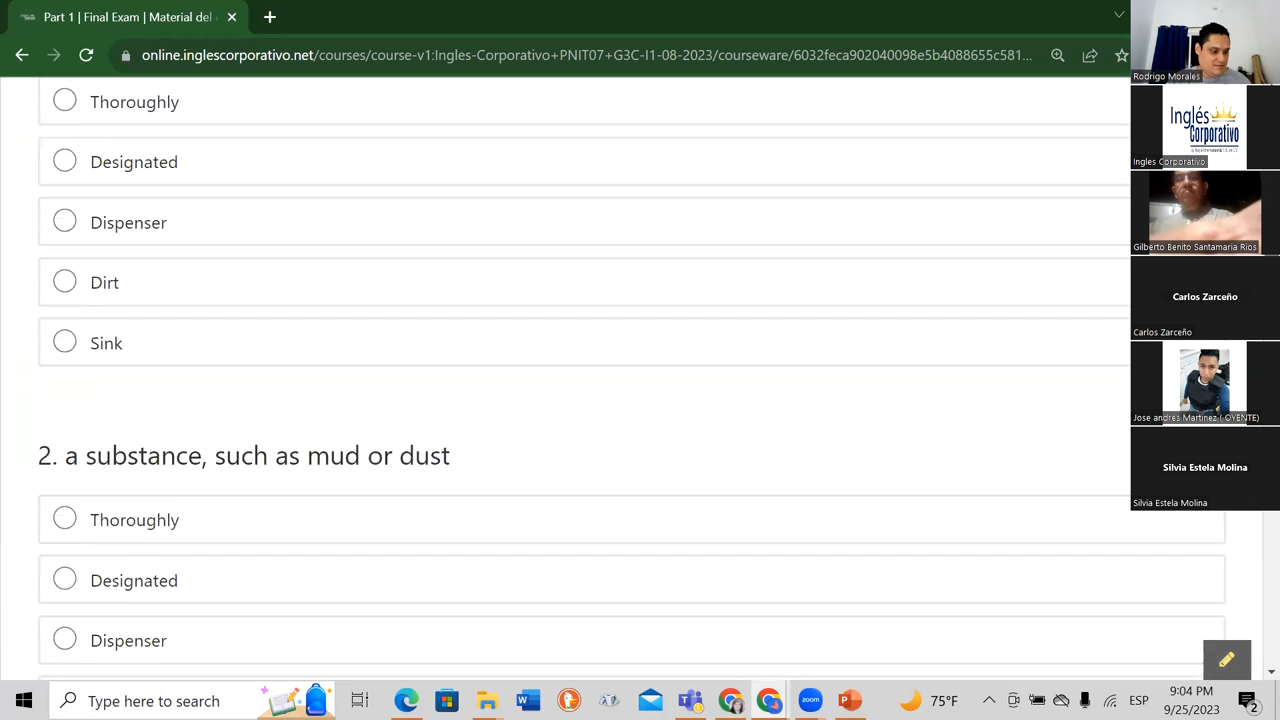 Part 1 | Final Exam | Material del
online.inglescorporativo.net/courses/course-v1:Ingles-Corporativo+PNIT07+G3C-I1-08-2023/courseware/6032feca902040098e5b4088655c581...
Thoroughly
Designated
Dispenser
Dirt
Sink
2. a substance, such as mud or dust
Thoroughly
Designated
Dispenser
Rodrigo Morales
Inglés
Corporativo
Ingles Corporativo
Gilberto Benito Santamaria Rios
Carlos Zarceño
Carlos Zarceño
Jose andres Martinez ( OYENTE)
Silvia Estela Molina
Silvia Estela Molina
Type here to search
zoom
75°F
ESP
9:04 PM
9/25/2023
2